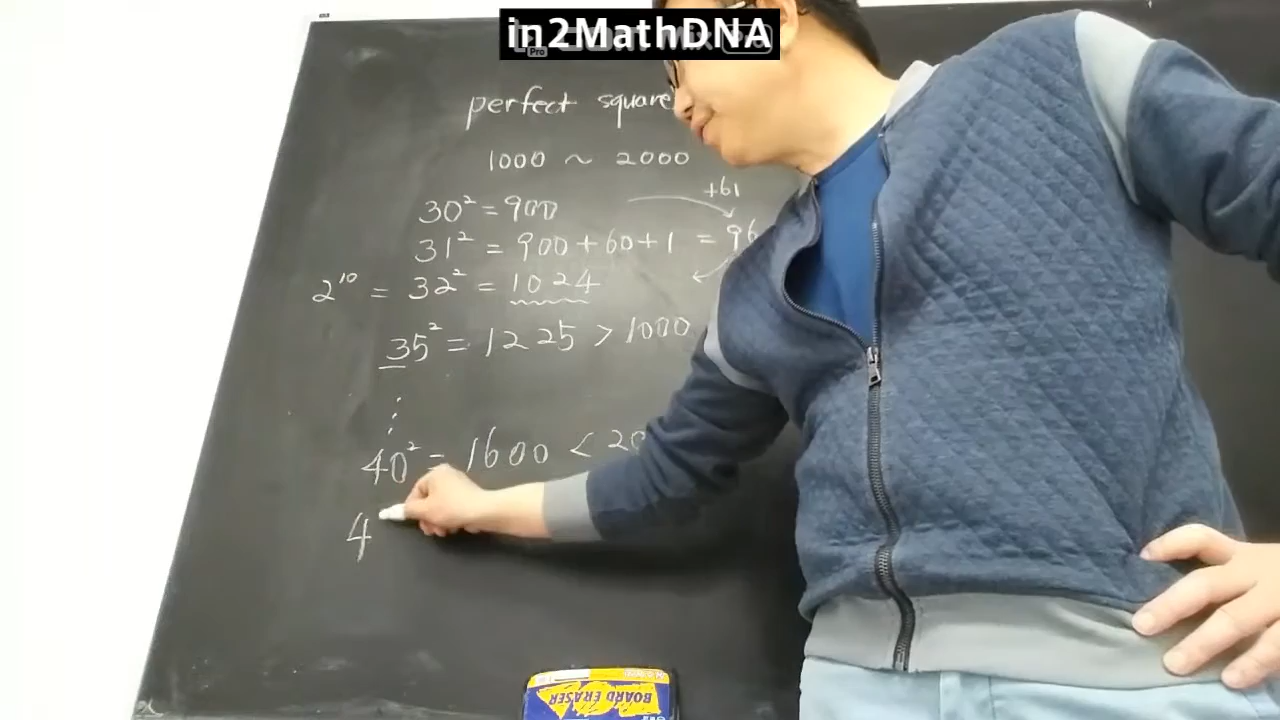 in2MathDNA
perfect square
1000 ~ 2000
+61
30² = 900
31² = 900 + 60 + 1 = 96
2¹⁰ = 32² = 1024
35² = 1225 > 1000
⋮
40² = 1600 < 20
4
BOARD ERASER